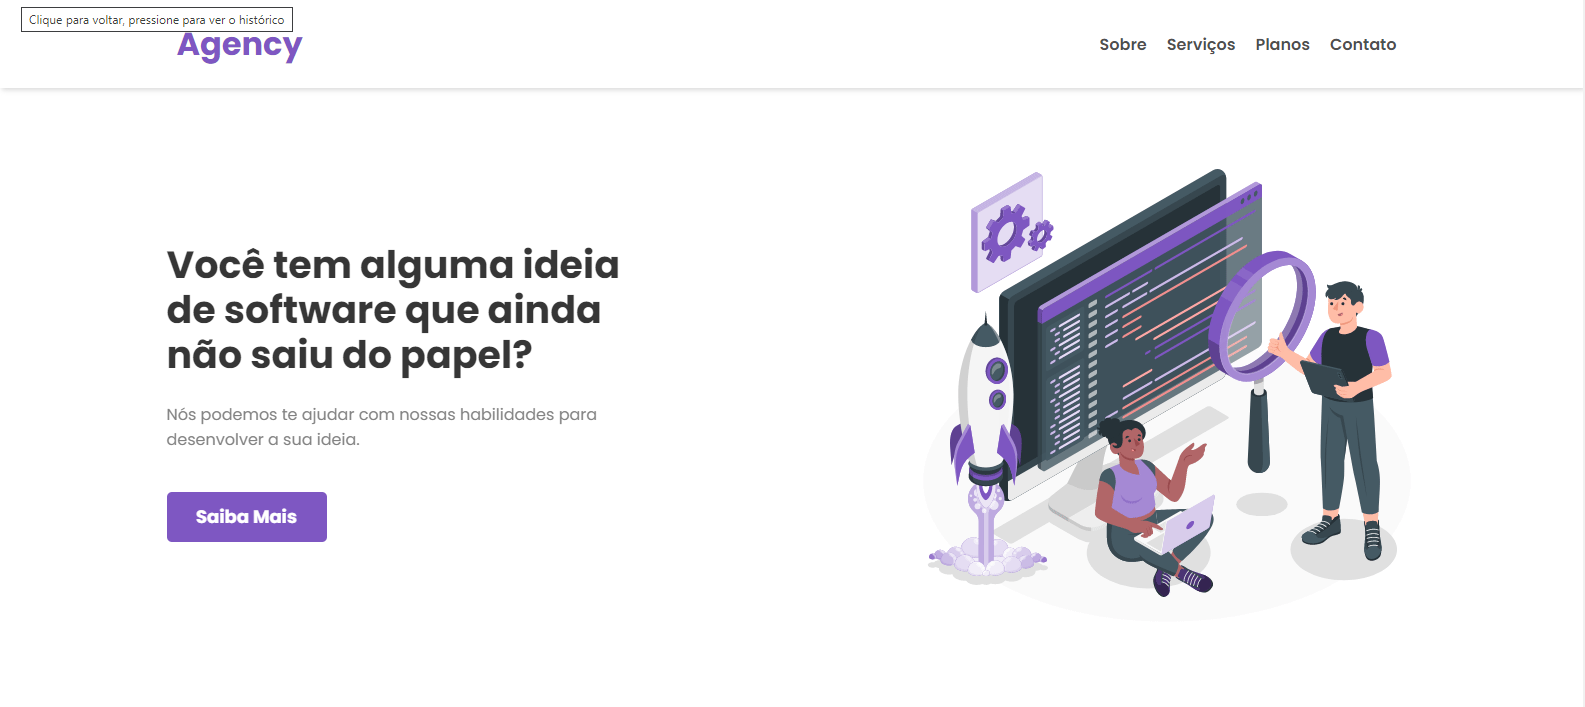 Clique para voltar, pressione para ver o histórico
Agency
Sobre Serviços Planos Contato
Você tem alguma ideia
de software que ainda
não saiu do papel?
Nós podemos te ajudar com nossas habilidades para
desenvolver a sua ideia.
Saiba Mais